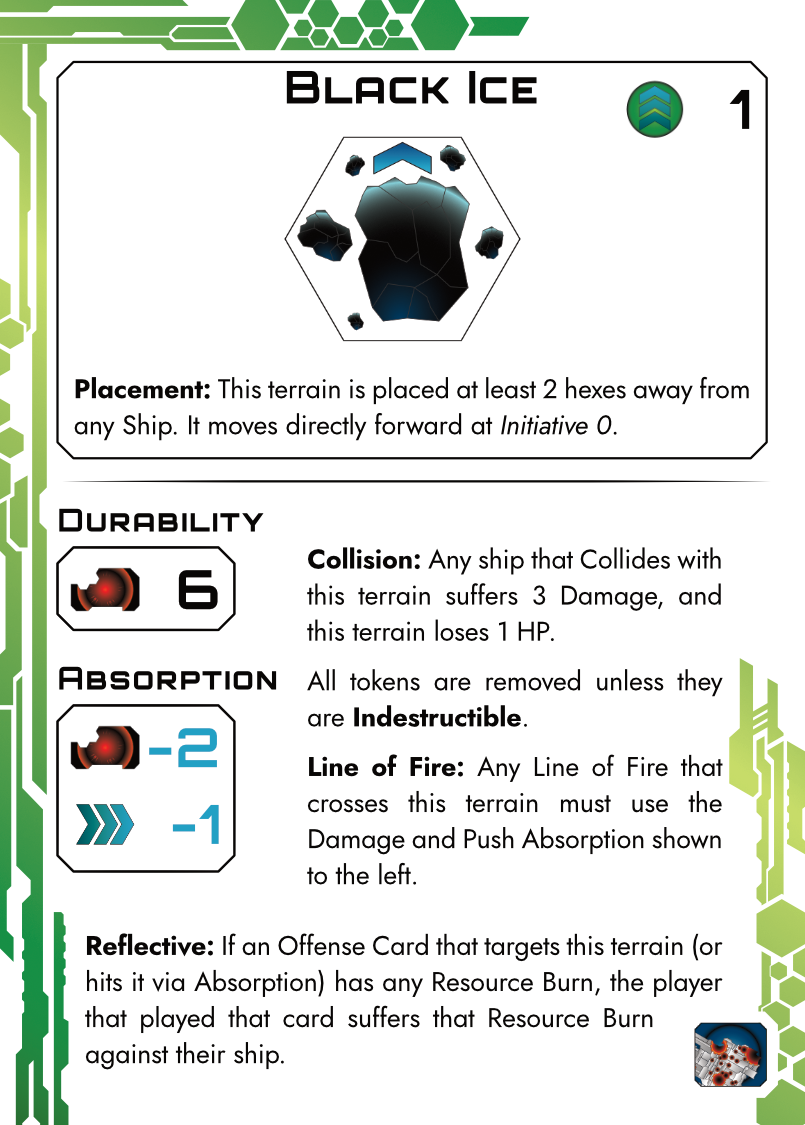 Black Ice
1
Placement: This terrain is placed at least 2 hexes away from
any Ship. It moves directly forward at Initiative 0.
Durability
6
Absorption
-2
-1
Collision: Any ship that Collides with
this terrain suffers 3 Damage, and
this terrain loses 1 HP.
All tokens are removed unless they
are Indestructible.
Line of Fire: Any Line of Fire that
crosses this terrain must use the
Damage and Push Absorption shown
to the left.
Reflective: If an Offense Card that targets this terrain (or
hits it via Absorption) has any Resource Burn, the player
that played that card suffers that Resource Burn
against their ship.